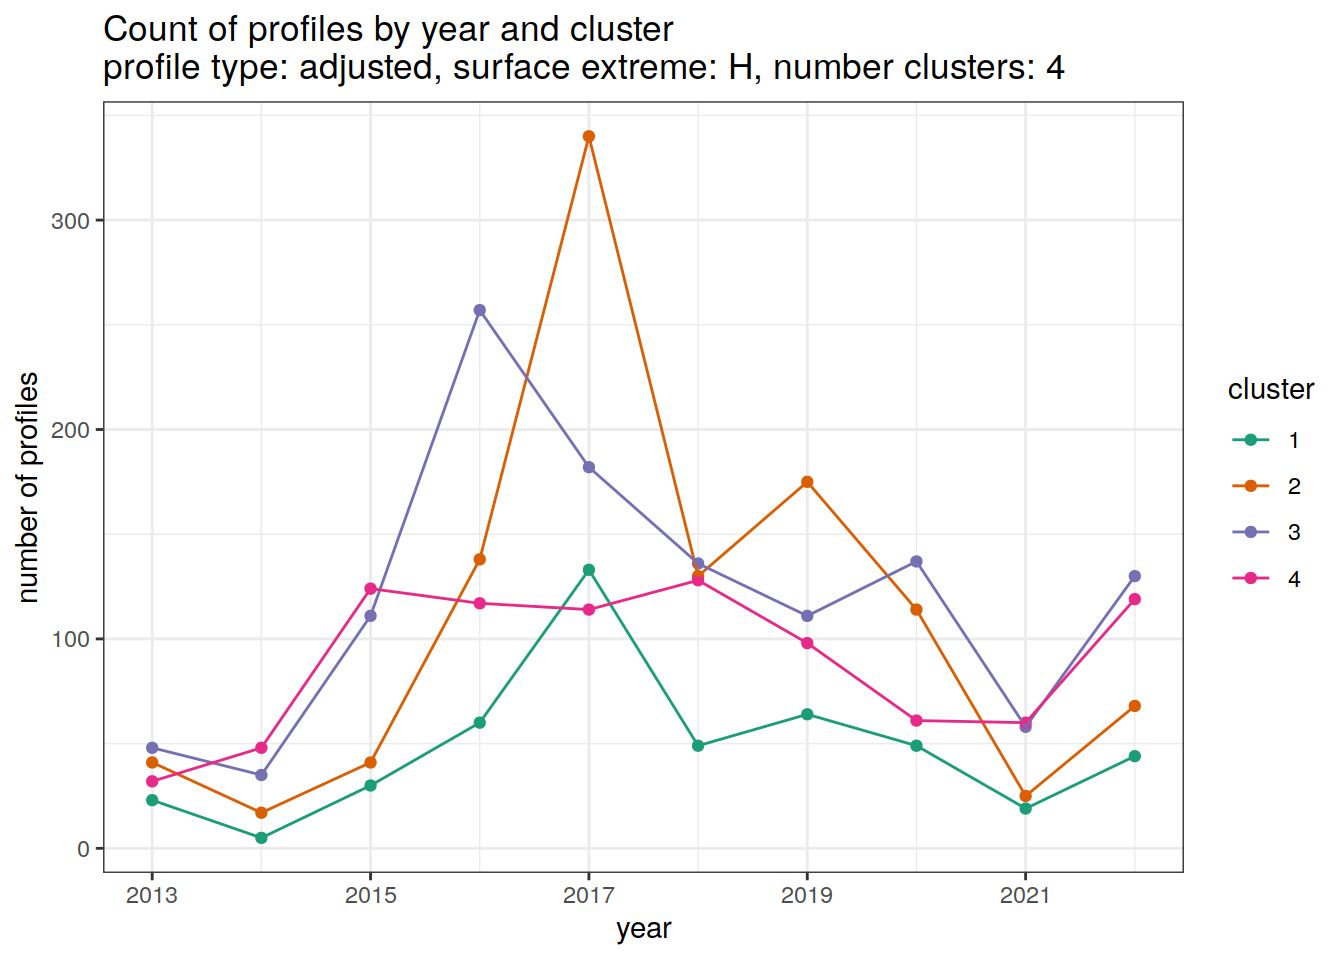 Count of profiles by year and cluster
profile type: adjusted, surface extreme: H, number clusters: 4
number of profiles
300
200
100
0
2013
2015
2017
2019
2021
year
cluster
1
2
3
4